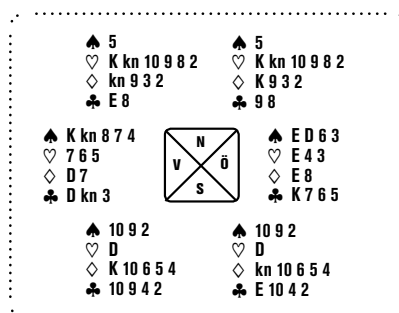 ♠ 5 ♠ 5
♡ K kn 10 9 8 2 ♡ K kn 10 9 8 2
♢ kn 9 3 2 ♢ K 9 3 2
♣ E 8 ♣ 9 8
♠ K kn 8 7 4 N ♠ E D 6 3
♡ 7 6 5 V Ö ♡ E 4 3
♢ D 7 S ♢ E 8
♣ D kn 3 ♣ K 7 6 5
♠ 10 9 2 ♠ 10 9 2
♡ D ♡ D
♢ K 10 6 5 4 ♢ kn 10 6 5 4
♣ 10 9 4 2 ♣ E 10 4 2